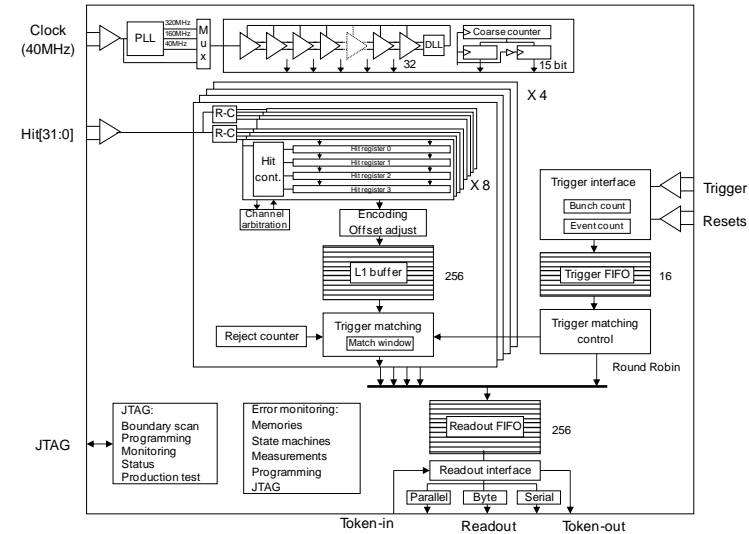 Clock
(40MHz)
PLL
320MHz
160MHz
40MHz
M
u
x
DLL
32
Coarse counter
15 bit
X 4
Hit[31:0]
R-C
R-C
Hit
cont.
Hit register 0
Hit register 1
Hit register 2
Hit register 3
X 8
Channel
arbitration
Encoding
Offset adjust
L1 buffer
256
Reject counter
Trigger matching
Match window
Trigger interface
Bunch count
Event count
Trigger
Resets
Trigger FIFO
16
Trigger matching
control
Round Robin
JTAG
JTAG:
Boundary scan
Programming
Monitoring
Status
Production test
Error monitoring:
Memories
State machines
Measurements
Programming
JTAG
Readout FIFO
256
Readout interface
Parallel
Byte
Serial
Token-in
Readout
Token-out